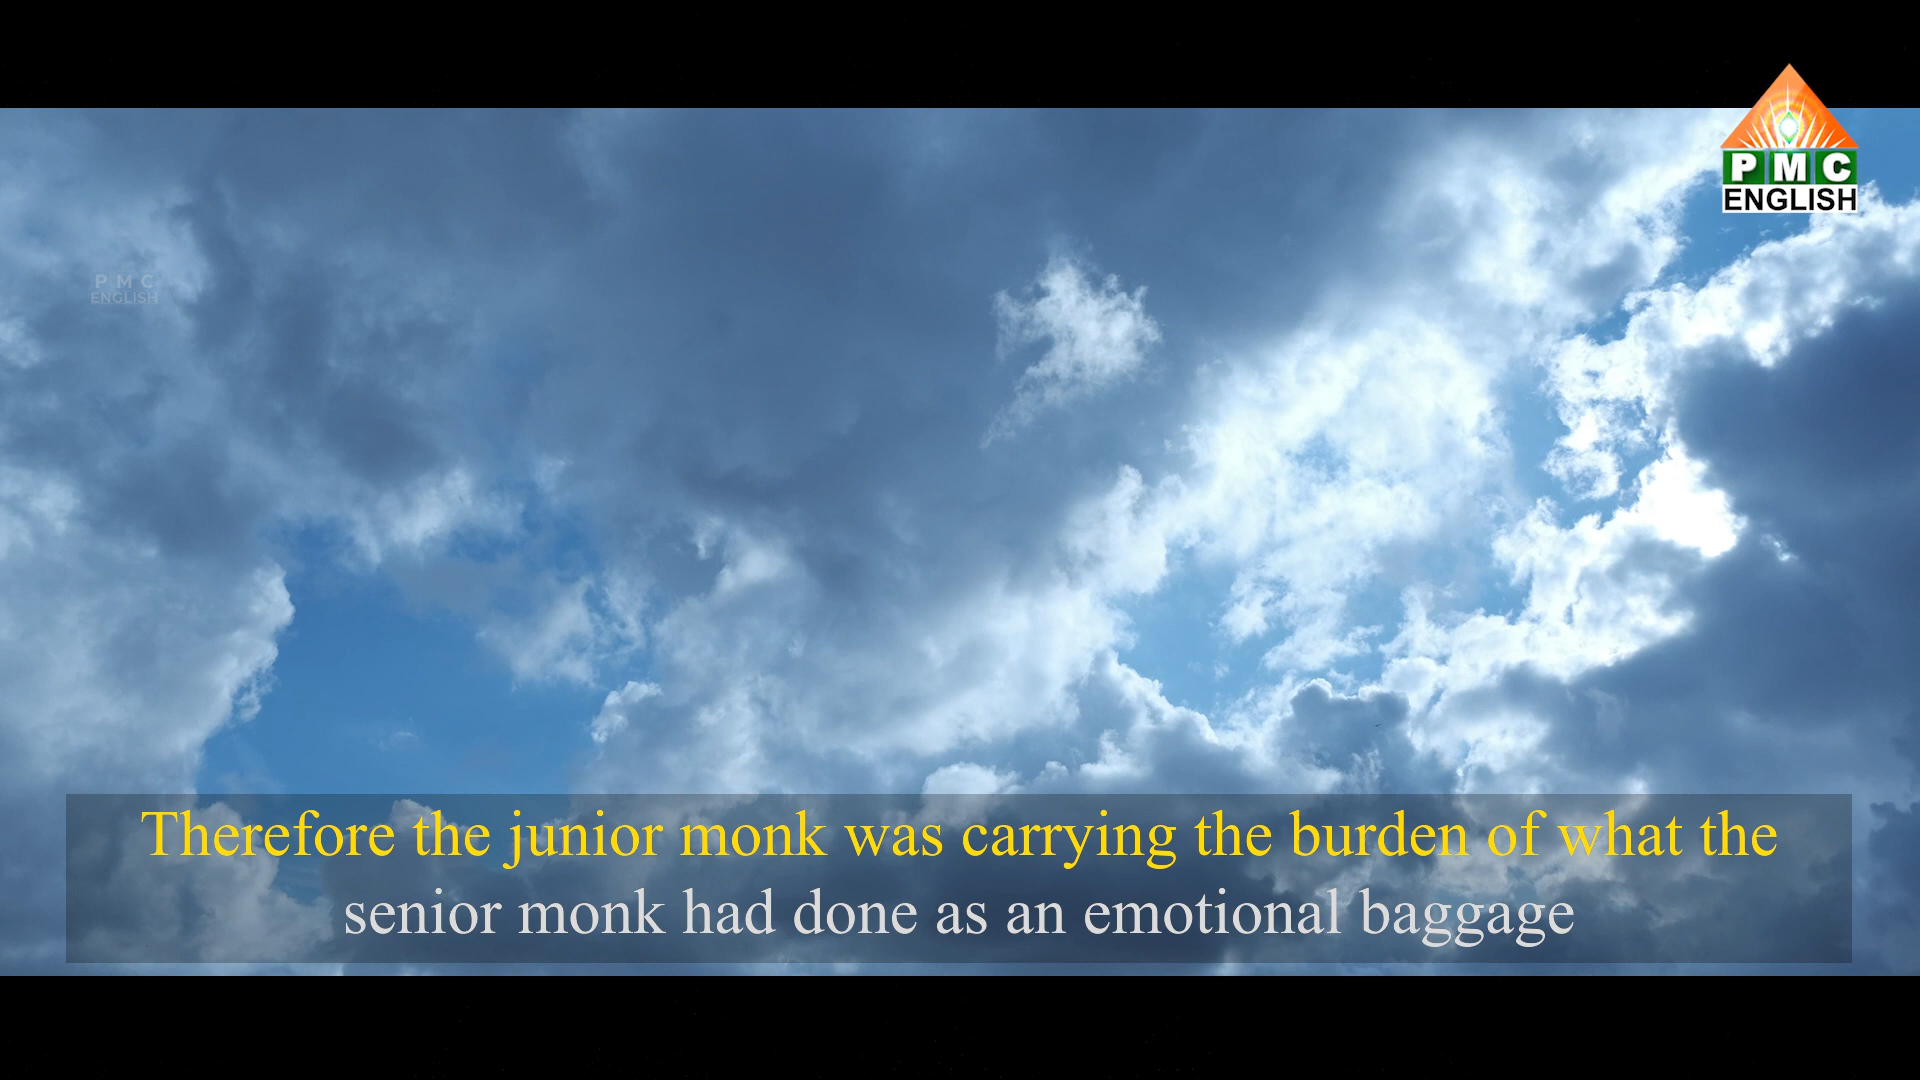 P M C
ENGLISH
P M C
ENGLISH
Therefore the junior monk was carrying the burden of what the
senior monk had done as an emotional baggage